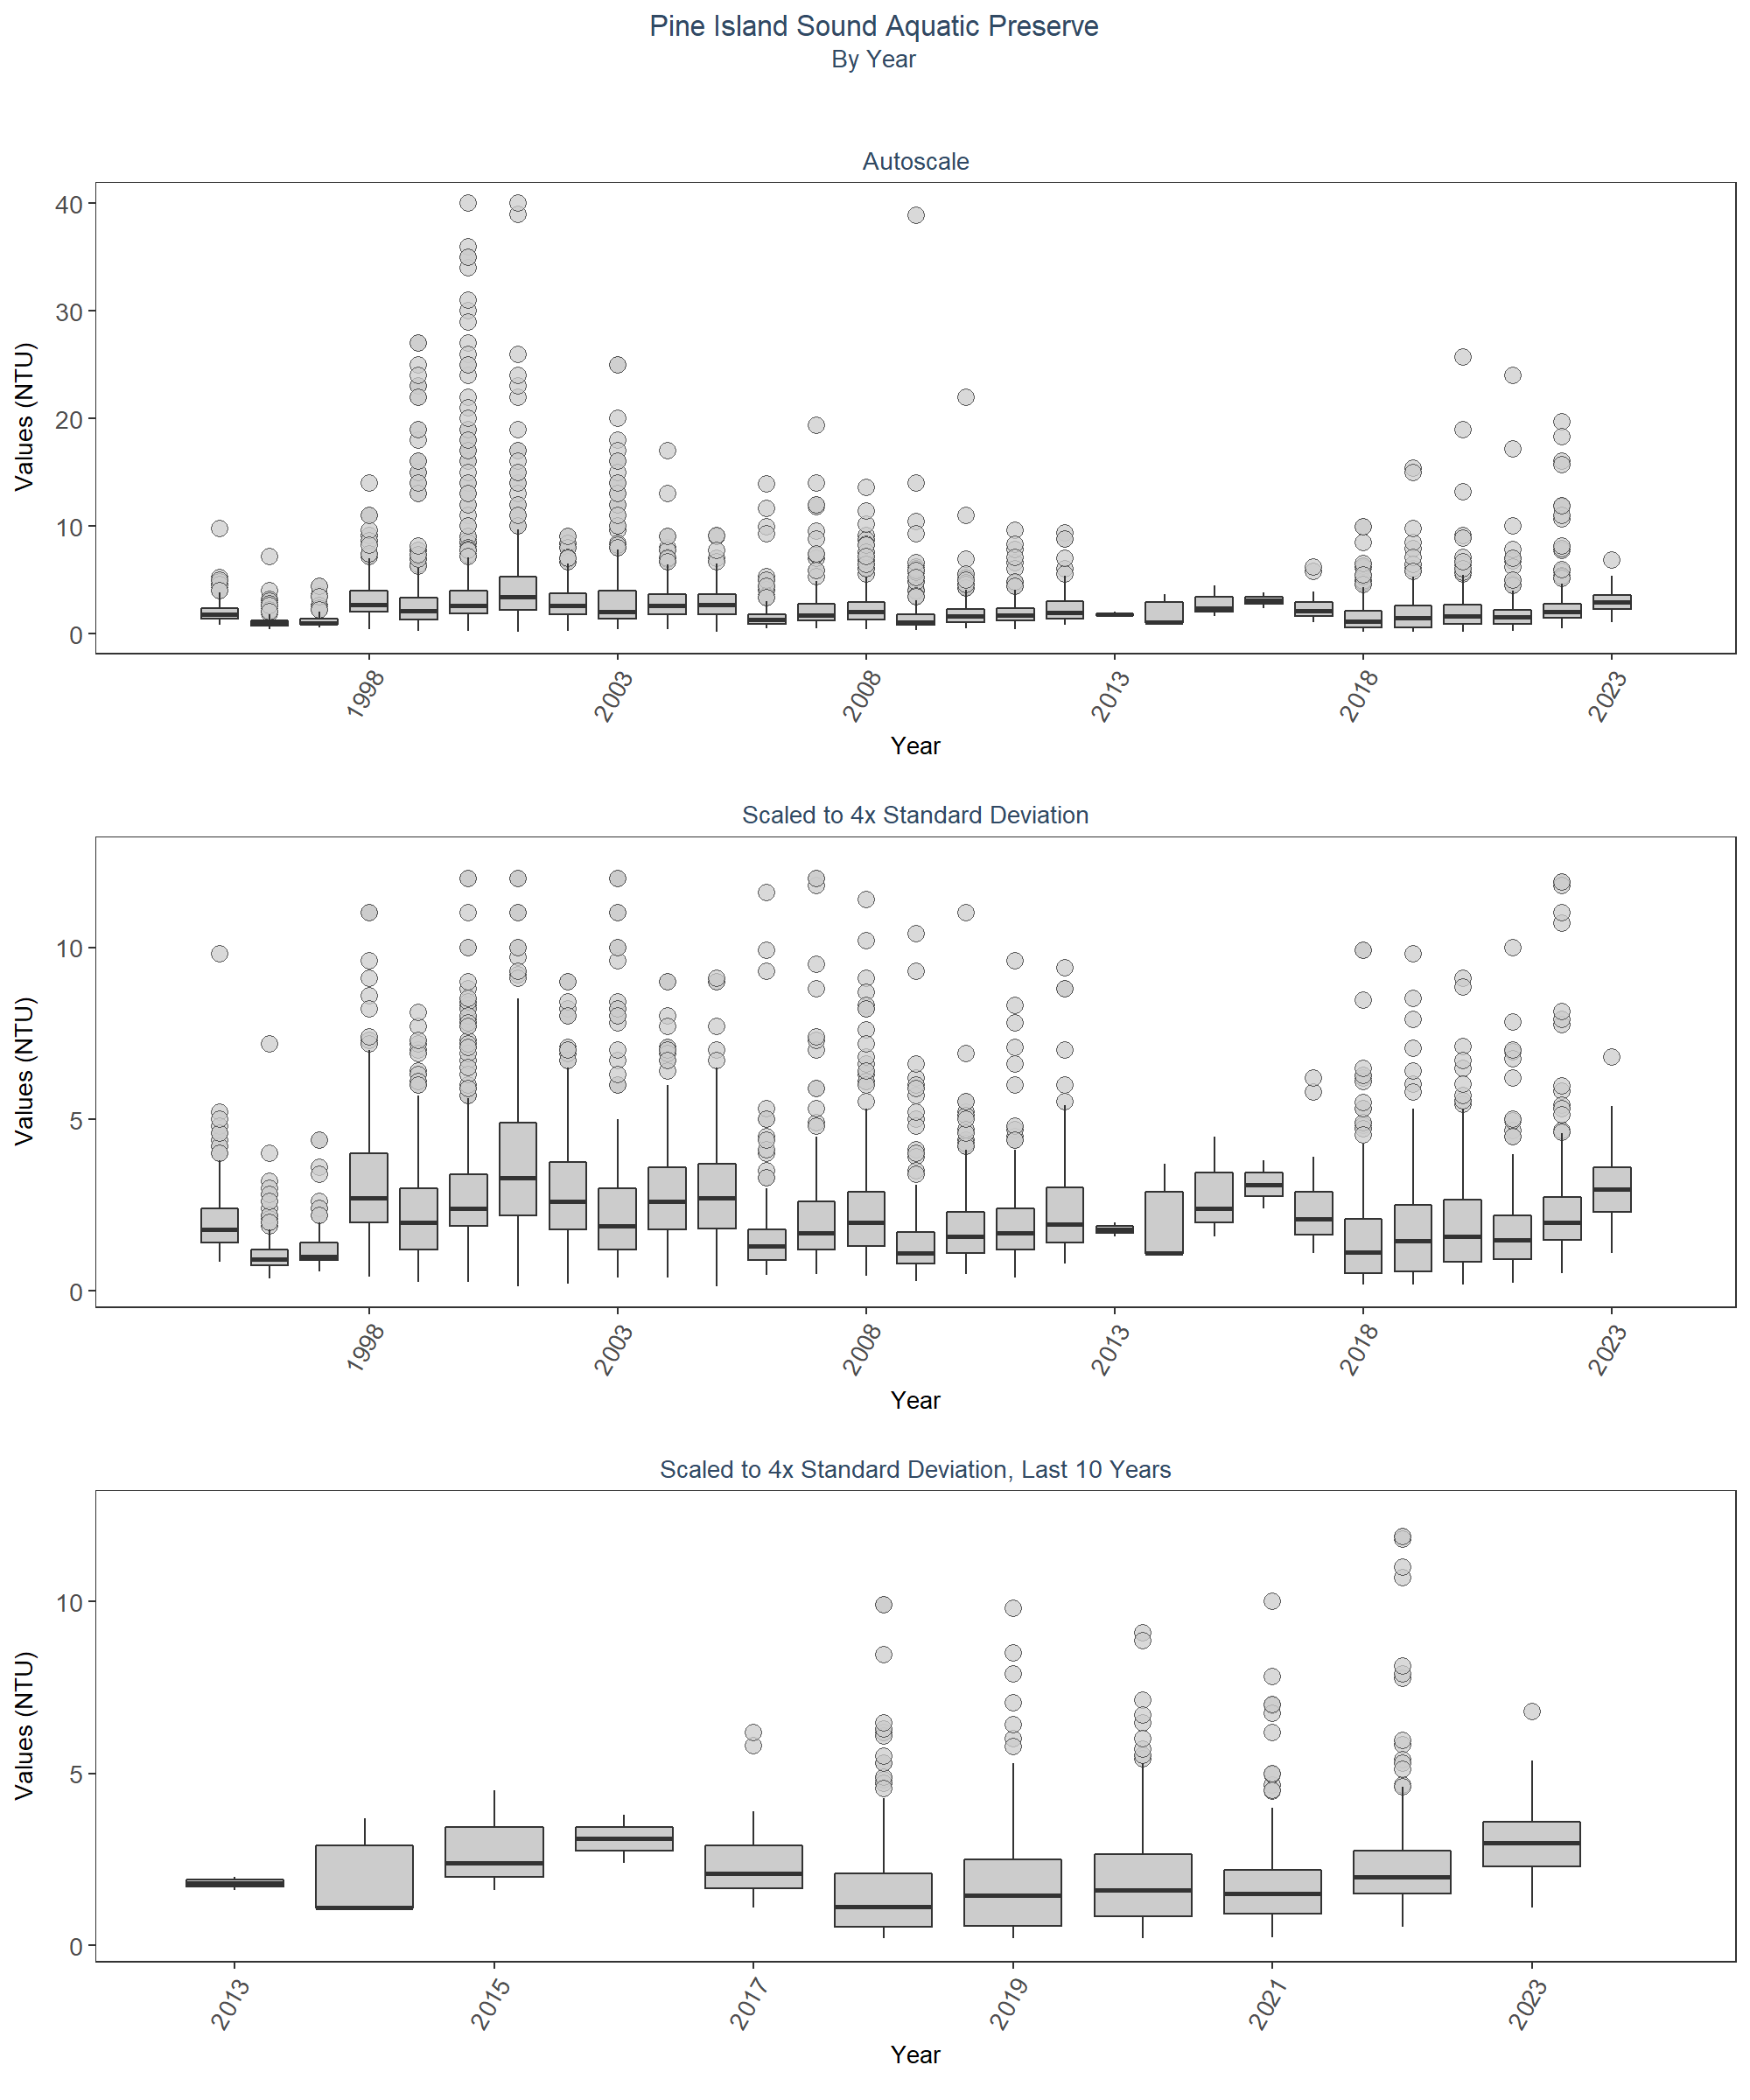 Pine Island Sound Aquatic Preserve
By Year
Autoscale
Values (NTU)
40
30
20
10
0
1998
2003
2008
2013
2018
2023
Year
Scaled to 4x Standard Deviation
Values (NTU)
10
5
0
1998
2003
2008
2013
2018
2023
Year
Scaled to 4x Standard Deviation, Last 10 Years
Values (NTU)
10
5
0
2013
2015
2017
2019
2021
2023
Year